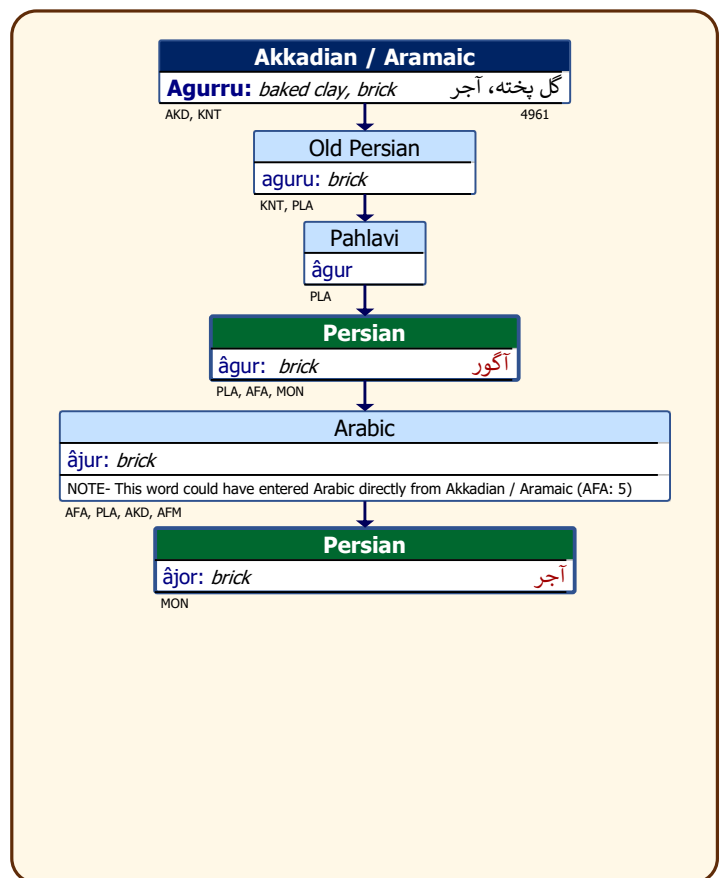 Akkadian / Aramaic
Agurru: baked clay, brick گل پخته، آجر
AKD, KNT 4961
Old Persian
aguru: brick
KNT, PLA
Pahlavi
âgur
PLA
Persian
âgur: brick آگور
PLA, AFA, MON
Arabic
âjur: brick
NOTE- This word could have entered Arabic directly from Akkadian / Aramaic (AFA: 5)
AFA, PLA, AKD, AFM
Persian
âjor: brick آجر
MON